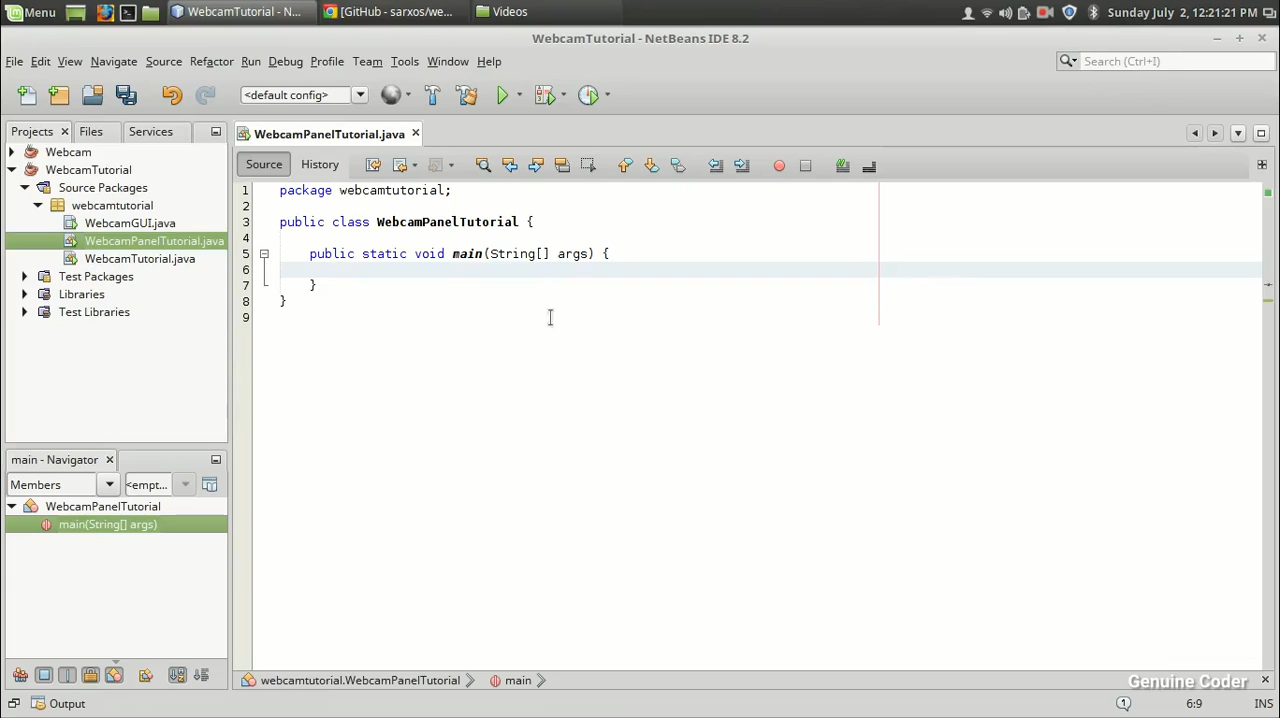 Menu
WebcamTutorial - N...
[GitHub - sarxos/we...
Videos
Sunday July 2, 12:21:21 PM
WebcamTutorial - NetBeans IDE 8.2
File Edit View Navigate Source Refactor Run Debug Profile Team Tools Window Help
Search (Ctrl+I)
<default config>
Projects
Files
Services
WebcamPanelTutorial.java
Source
History
Webcam
WebcamTutorial
Source Packages
webcamtutorial
WebcamGUI.java
WebcamPanelTutorial.java
WebcamTutorial.java
Test Packages
Libraries
Test Libraries
1 package webcamtutorial;
2
3 public class WebcamPanelTutorial {
4
5 public static void main(String[] args) {
6
7 }
8 }
9
main - Navigator
Members
<empt...
WebcamPanelTutorial
main(String[] args)
webcamtutorial.WebcamPanelTutorial
main
Genuine Coder
Output
1
6:9
INS